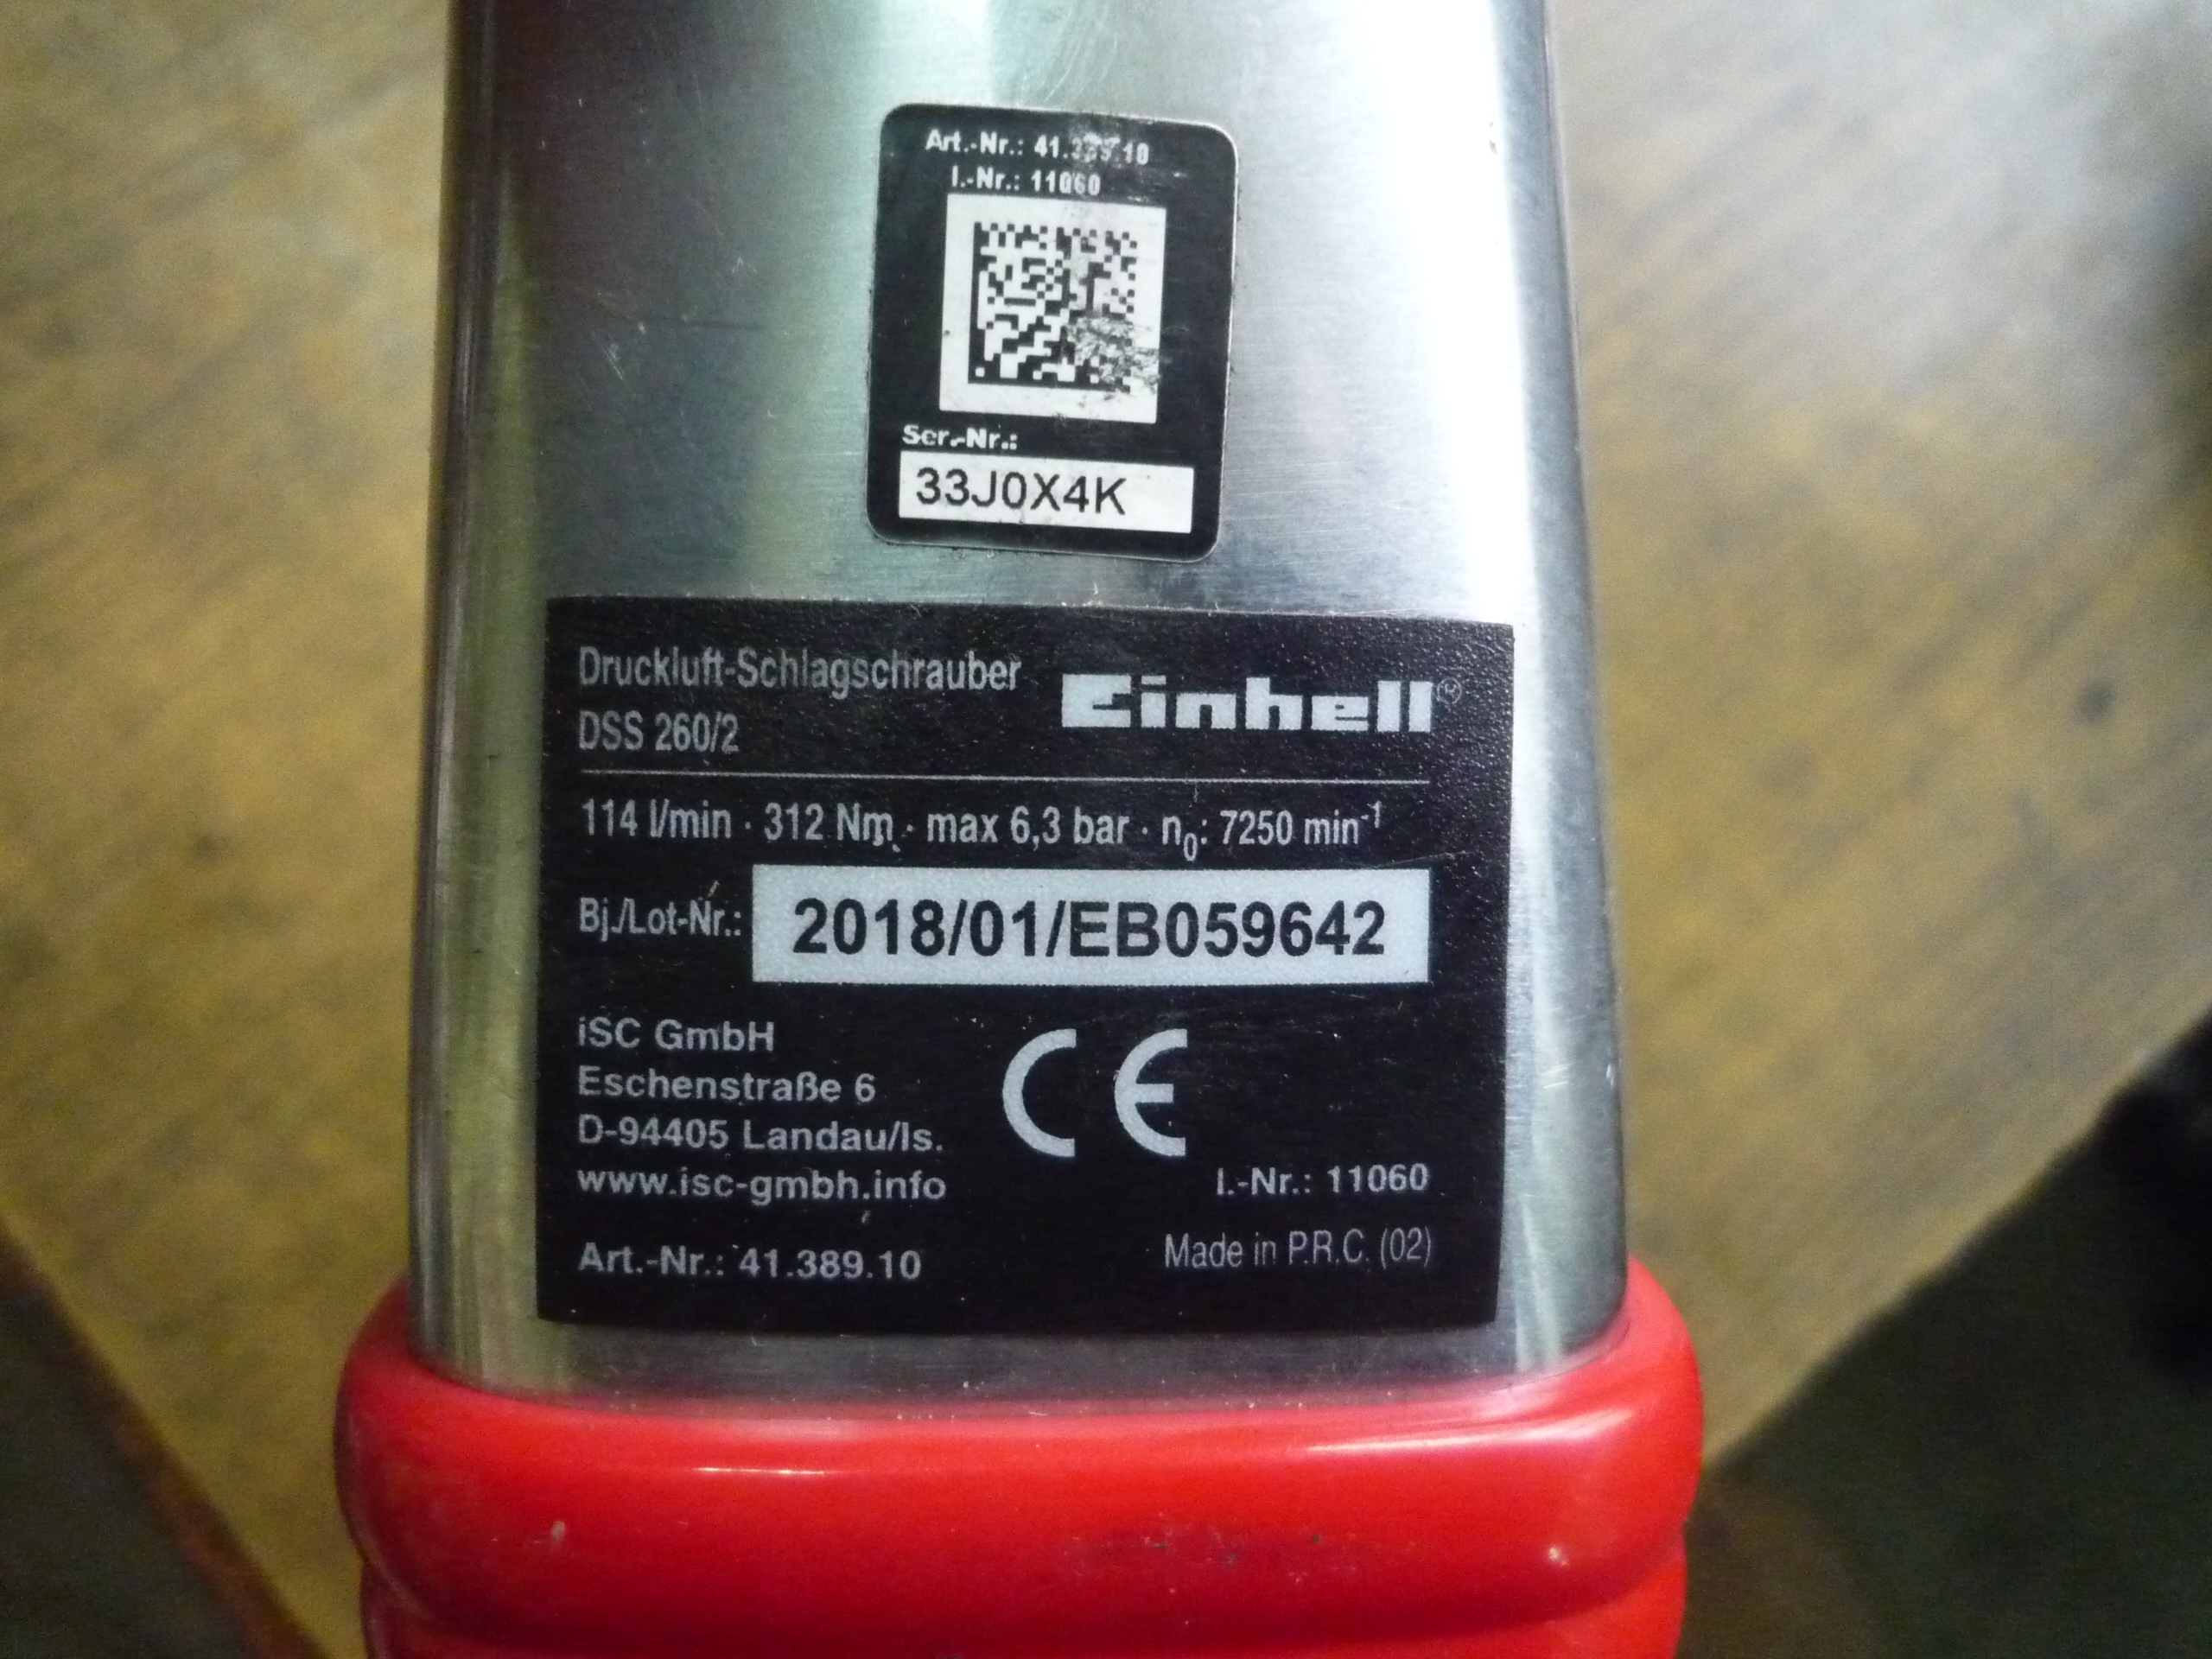 Art.-Nr.: 41.389.10
I.-Nr.: 11060
Ser.-Nr.:
33J0X4K
Druckluft-Schlagschrauber
DSS 260/2
Einhell®
114 l/min · 312 Nm · max 6,3 bar · n₀: 7250 min⁻¹
Bj./Lot-Nr.: 2018/01/EB059642
iSC GmbH
Eschenstraße 6
D-94405 Landau/Is.
www.isc-gmbh.info
CE
I.-Nr.: 11060
Art.-Nr.: 41.389.10
Made in P.R.C. (02)